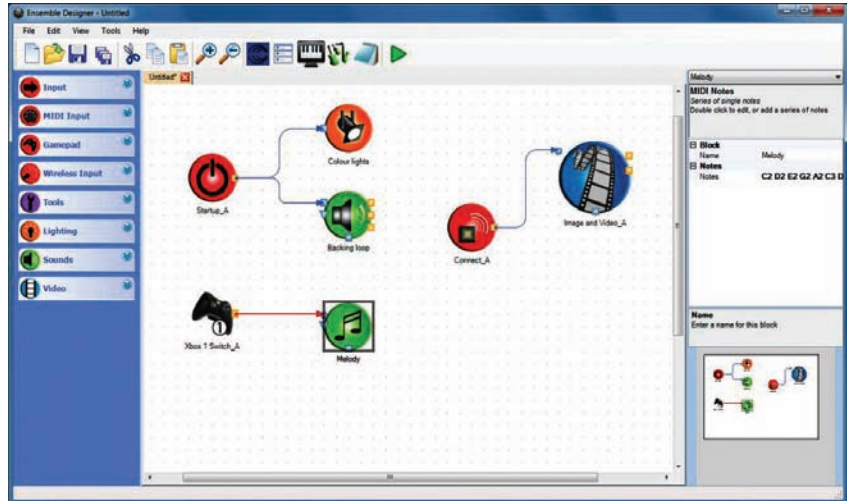 Ensemble Designer - Untitled
File Edit View Tools Help
Input
MIDI Input
Gamepad
Wireless Input
Tools
Lighting
Sounds
Video
Untitled*
Colour lights
Startup_A
Backing loop
Image and Video_A
Connect_A
1
Xbox 1 Switch_A
Melody
Melody
MIDI Notes
Series of single notes
Double click to edit, or add a series of notes
Block
Name Melody
Notes
Notes C2 D2 E2 G2 A2 C3 D
Name
Enter a name for this block